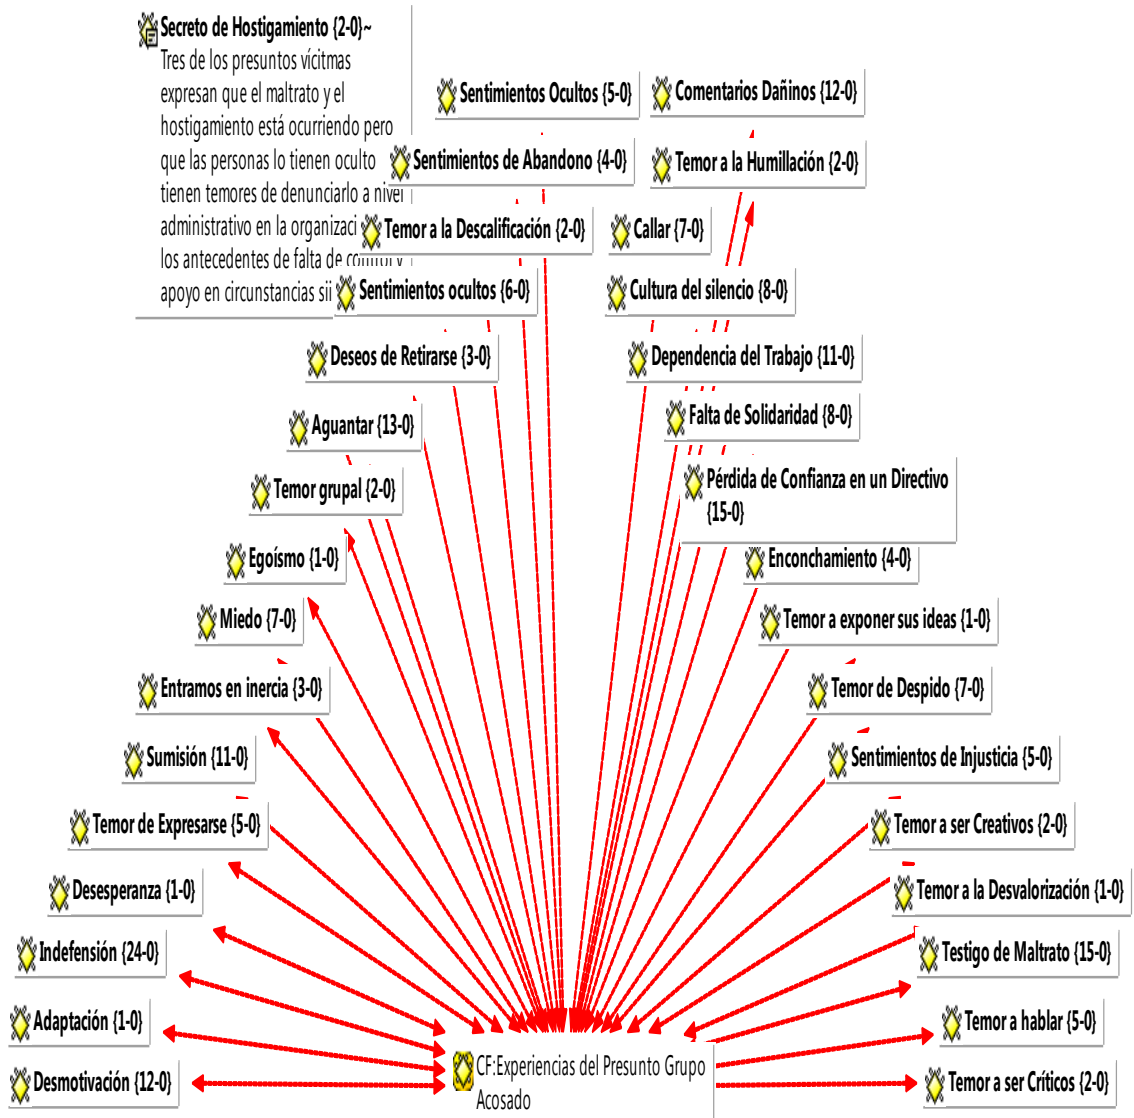 Secreto de Hostigamiento {2-0}~
Tres de los presuntos vícitmas
expresan que el maltrato y el
hostigamiento está ocurriendo pero
que las personas lo tienen oculto
tienen temores de denunciarlo a nivel
administrativo en la organizaci
los antecedentes de falta de control y
apoyo en circunstancias sii
Sentimientos Ocultos {5-0}
Comentarios Dañinos {12-0}
Sentimientos de Abandono {4-0}
Temor a la Humillación {2-0}
Temor a la Descalificación {2-0}
Callar {7-0}
Sentimientos ocultos {6-0}
Cultura del silencio {8-0}
Deseos de Retirarse {3-0}
Dependencia del Trabajo {11-0}
Aguantar {13-0}
Falta de Solidaridad {8-0}
Temor grupal {2-0}
Pérdida de Confianza en un Directivo
{15-0}
Egoísmo {1-0}
Enconchamiento {4-0}
Miedo {7-0}
Temor a exponer sus ideas {1-0}
Entramos en inercia {3-0}
Temor de Despido {7-0}
Sumisión {11-0}
Sentimientos de Injusticia {5-0}
Temor de Expresarse {5-0}
Temor a ser Creativos {2-0}
Desesperanza {1-0}
Temor a la Desvalorización {1-0}
Indefensión {24-0}
Testigo de Maltrato {15-0}
Adaptación {1-0}
Temor a hablar {5-0}
Desmotivación {12-0}
Temor a ser Críticos {2-0}
CF:Experiencias del Presunto Grupo
Acosado